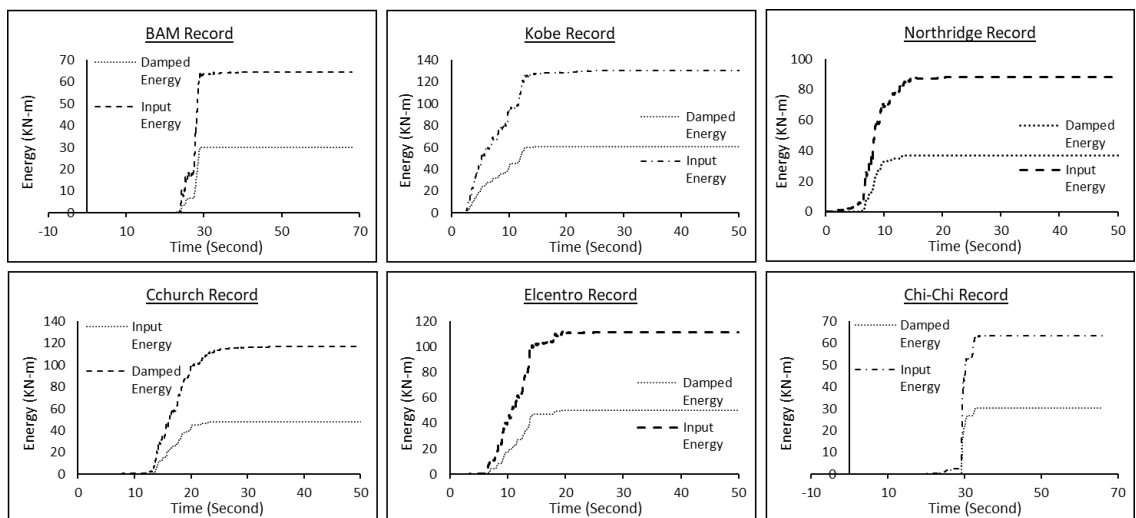 BAM Record
70
60
50
40
30
20
10
0
-10 10 30 50 70
Energy (KN-m)
Time (Second)
Damped
Energy
Input
Energy
Kobe Record
140
120
100
80
60
40
20
0
0 10 20 30 40 50
Energy (KN-m)
Time (Second)
Damped
Energy
Input
Energy
Northridge Record
100
80
60
40
20
0
0 10 20 30 40 50
Energy (KN-m)
Time (Second)
Damped
Energy
Input
Energy
Cchurch Record
140
120
100
80
60
40
20
0
0 10 20 30 40 50
Energy (KN-m)
Time (Second)
Input
Energy
Damped
Energy
Elcentro Record
120
100
80
60
40
20
0
0 10 20 30 40 50
Energy (KN-m)
Time (Second)
Damped
Energy
Input
Energy
Chi-Chi Record
70
60
50
40
30
20
10
0
-10 10 30 50 70
Energy (KN-m)
Time (Second)
Damped
Energy
Input
Energy